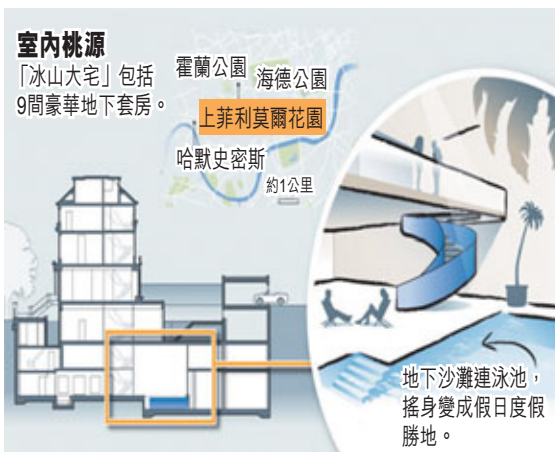 室內桃源
「冰山大宅」包括
9間豪華地下套房。
霍蘭公園
海德公園
上菲利莫爾花園
哈默史密斯
約1公里
地下沙灘連泳池，
搖身變成假日度假
勝地。